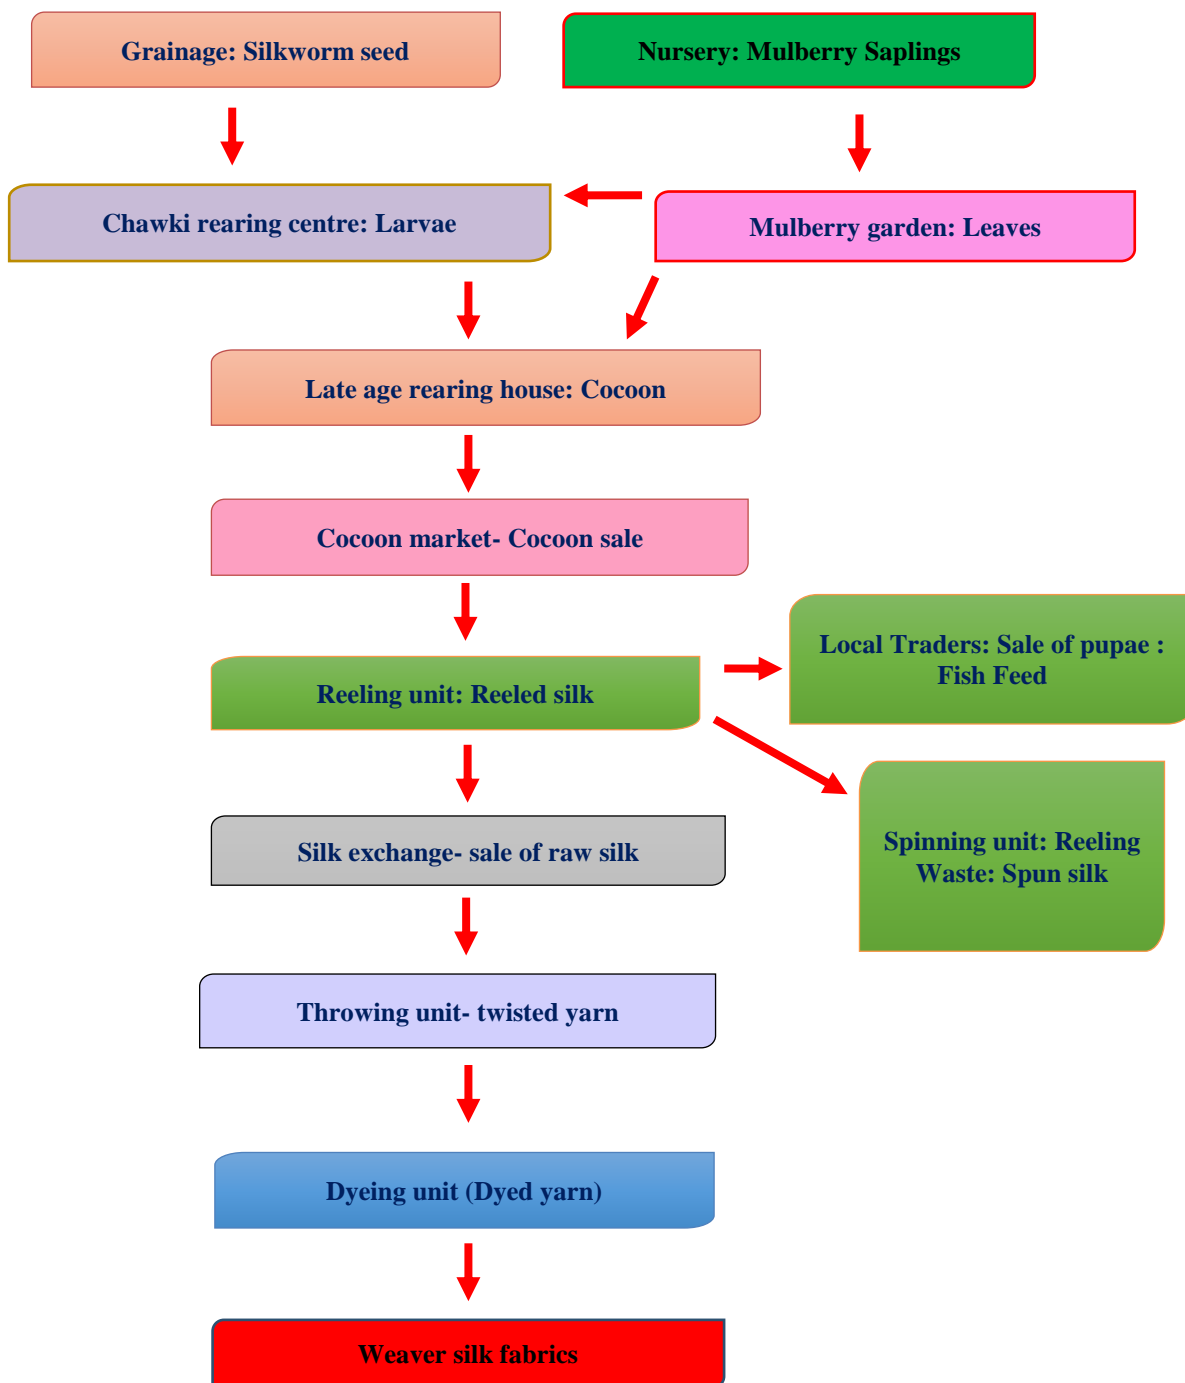 Grainage: Silkworm seed
Nursery: Mulberry Saplings
Chawki rearing centre: Larvae
Mulberry garden: Leaves
Late age rearing house: Cocoon
Cocoon market- Cocoon sale
Local Traders: Sale of pupae :
Fish Feed
Reeling unit: Reeled silk
Spinning unit: Reeling
Waste: Spun silk
Silk exchange- sale of raw silk
Throwing unit- twisted yarn
Dyeing unit (Dyed yarn)
Weaver silk fabrics